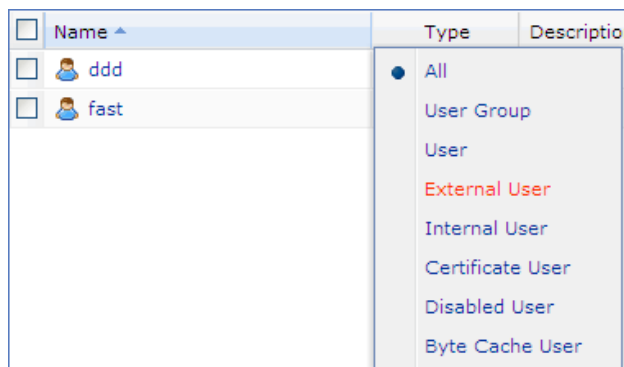 Name Type Descriptio
ddd
fast
All
User Group
User
External User
Internal User
Certificate User
Disabled User
Byte Cache User